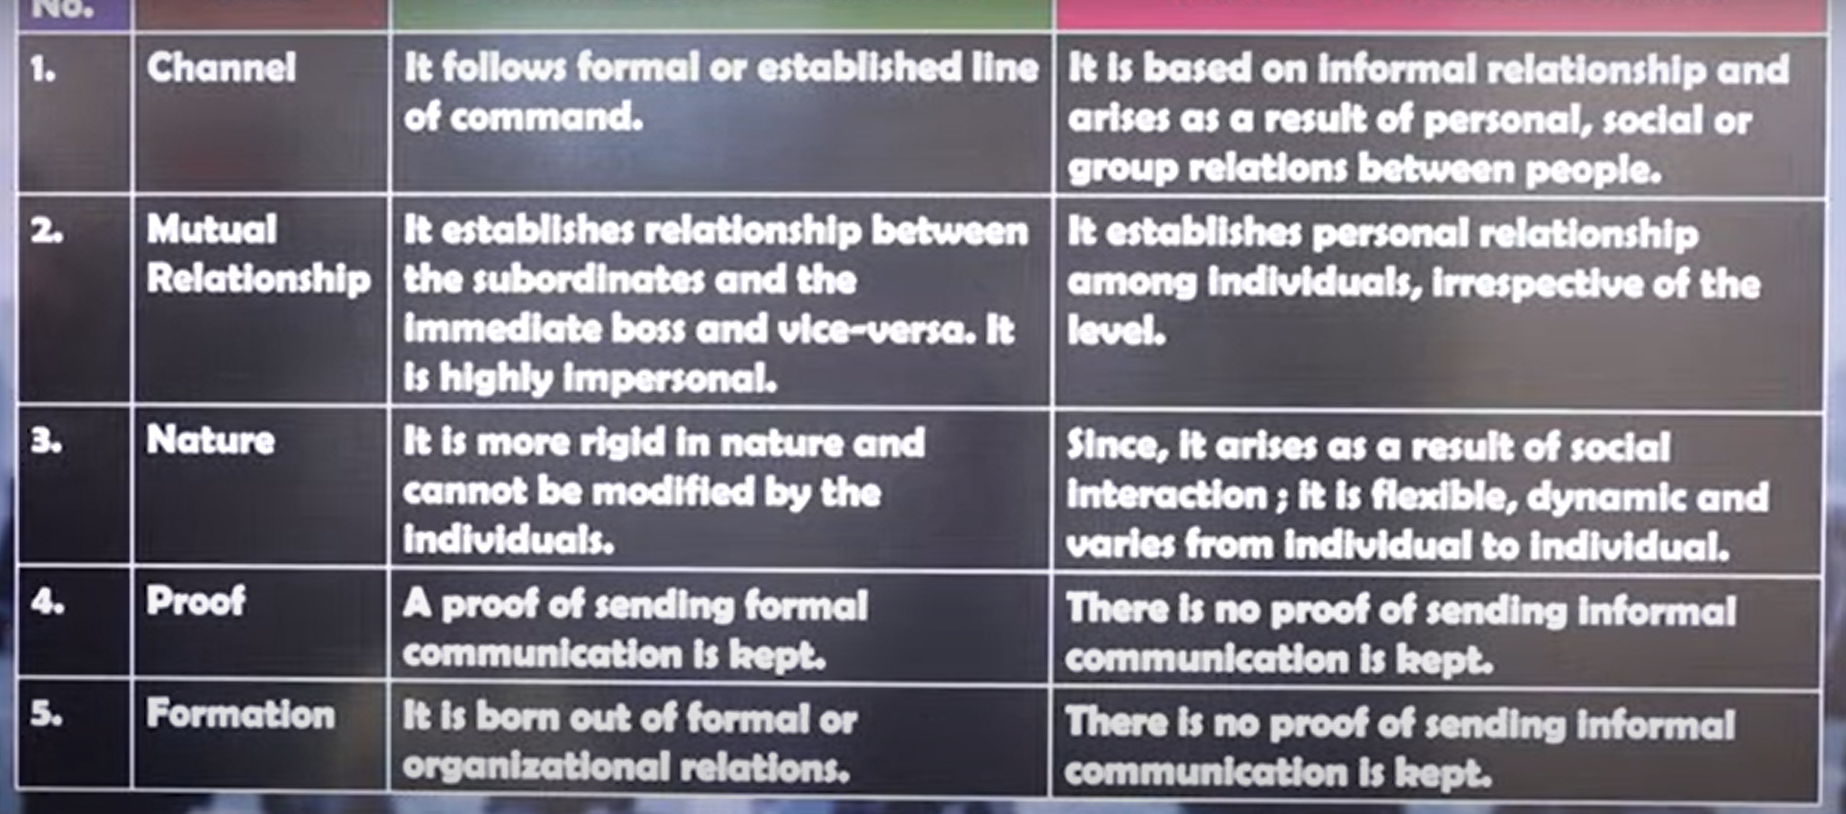 No.
1.
Channel
It follows formal or established line
of command.
It is based on informal relationship and
arises as a result of personal, social or
group relations between people.
2.
Mutual
Relationship
It establishes relationship between
the subordinates and the
immediate boss and vice-versa. It
is highly impersonal.
It establishes personal relationship
among individuals, irrespective of the
level.
3.
Nature
It is more rigid in nature and
cannot be modified by the
individuals.
Since, it arises as a result of social
interaction ; it is flexible, dynamic and
varies from individual to individual.
4.
Proof
A proof of sending formal
communication is kept.
There is no proof of sending informal
communication is kept.
5.
Formation
It is born out of formal or
organizational relations.
There is no proof of sending informal
communication is kept.